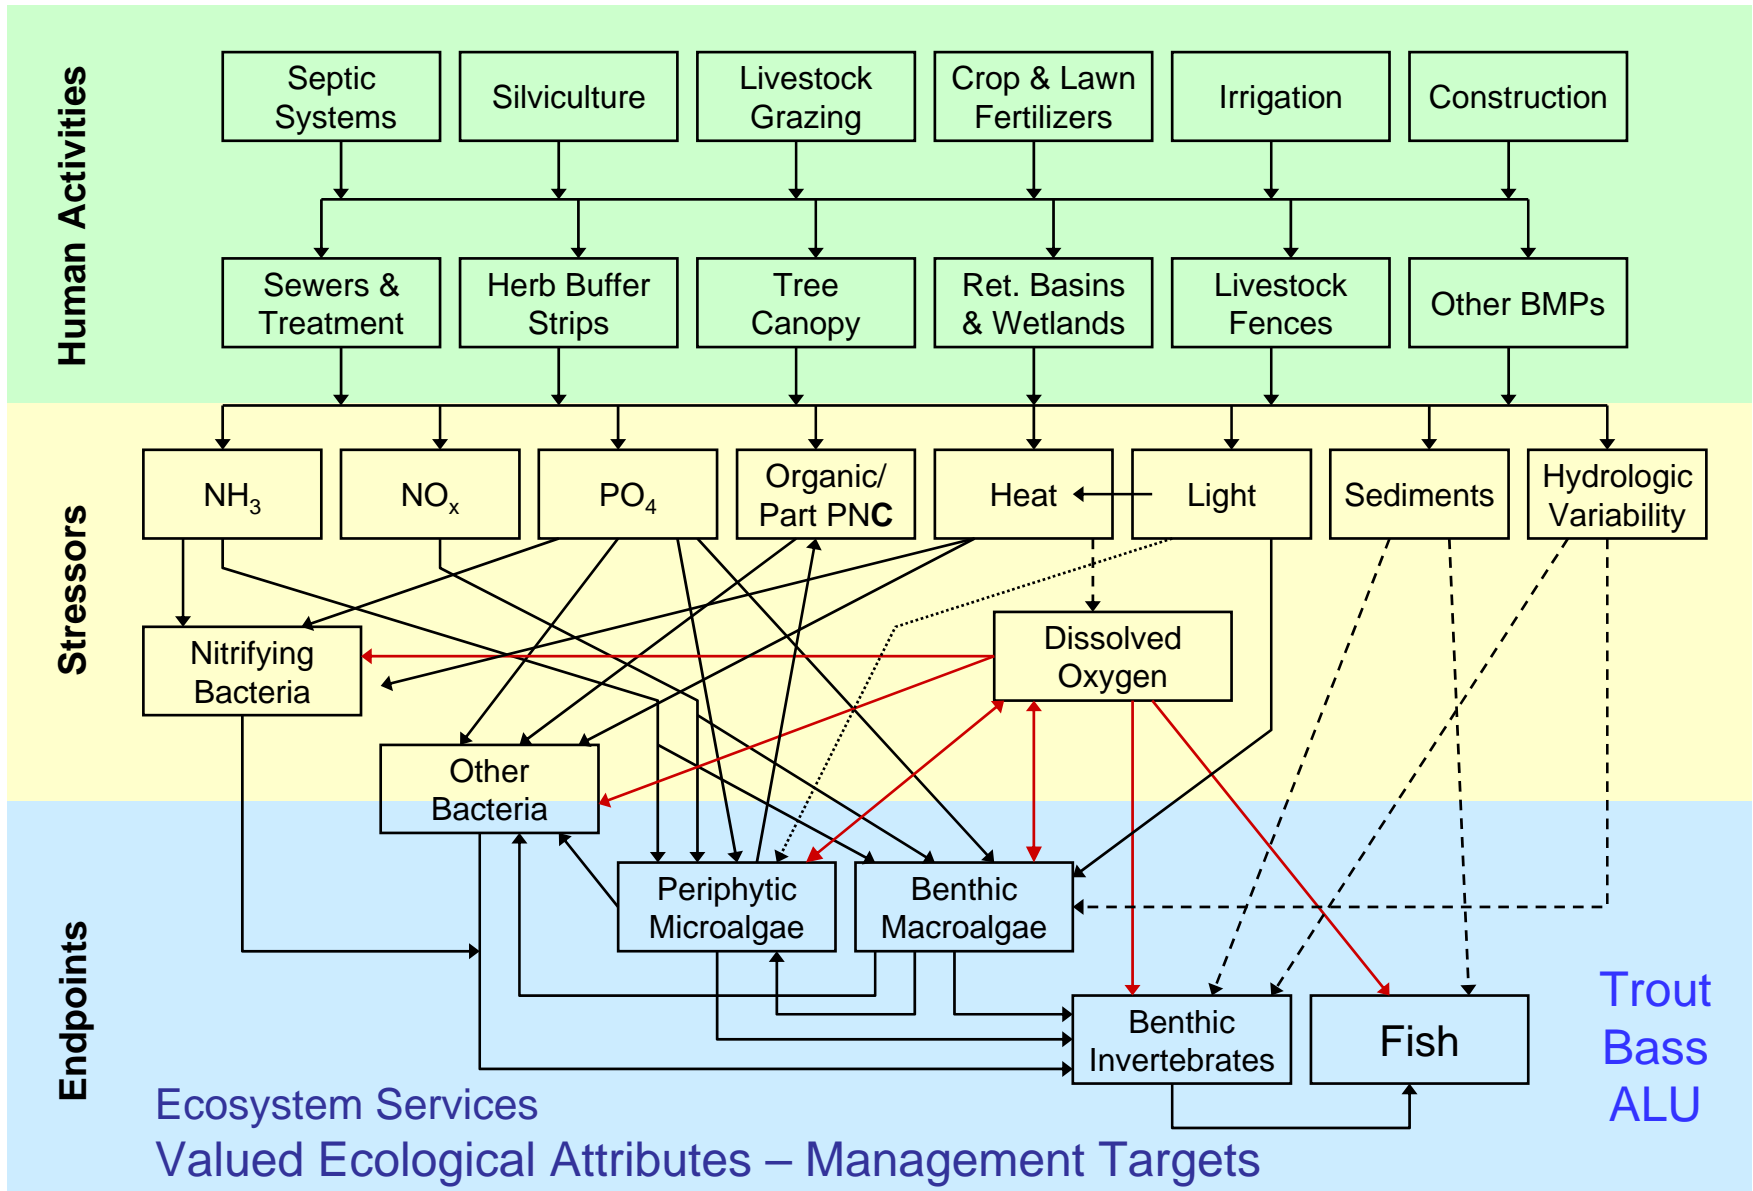 Human Activities
Septic
Systems
Silviculture
Livestock
Grazing
Crop & Lawn
Fertilizers
Irrigation
Construction
Sewers &
Treatment
Herb Buffer
Strips
Tree
Canopy
Ret. Basins
& Wetlands
Livestock
Fences
Other BMPs
Stressors
NH₃
NOₓ
PO₄
Organic/
Part PNC
Heat
Light
Sediments
Hydrologic
Variability
Nitrifying
Bacteria
Dissolved
Oxygen
Other
Bacteria
Endpoints
Periphytic
Microalgae
Benthic
Macroalgae
Benthic
Invertebrates
Fish
Trout
Bass
ALU
Ecosystem Services
Valued Ecological Attributes – Management Targets